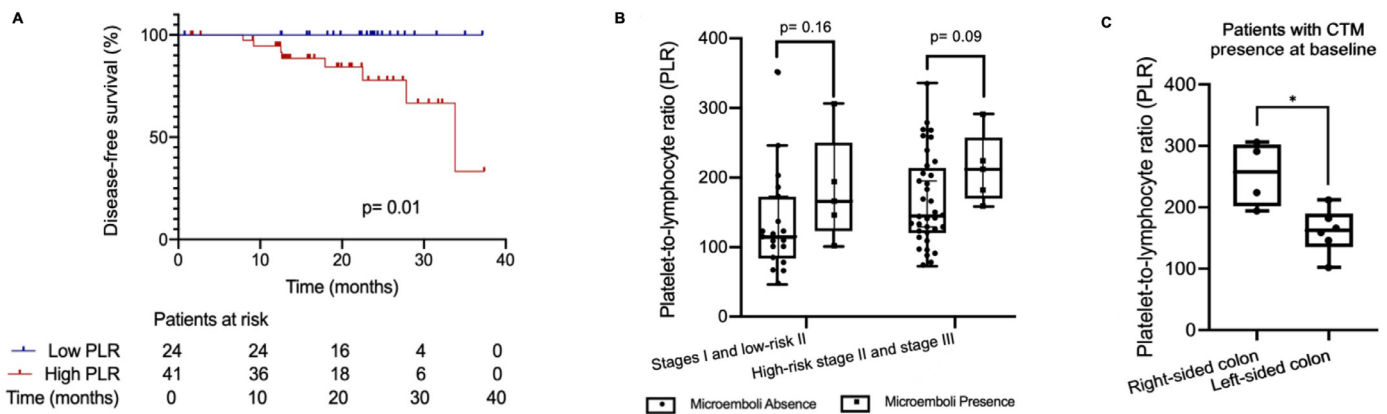 A
Disease-free survival (%)
100
50
0
p= 0.01
0 10 20 30 40
Time (months)
Patients at risk
Low PLR 24 24 16 4 0
High PLR 41 36 18 6 0
Time (months) 0 10 20 30 40
B
Platelet-to-lymphocyte ratio (PLR)
400
300
200
100
0
p= 0.16
p= 0.09
Stages I and low-risk II
High-risk stage II and stage III
Microemboli Absence
Microemboli Presence
C
Patients with CTM
presence at baseline
Platelet-to-lymphocyte ratio (PLR)
400
300
200
100
0
*
Right-sided colon
Left-sided colon